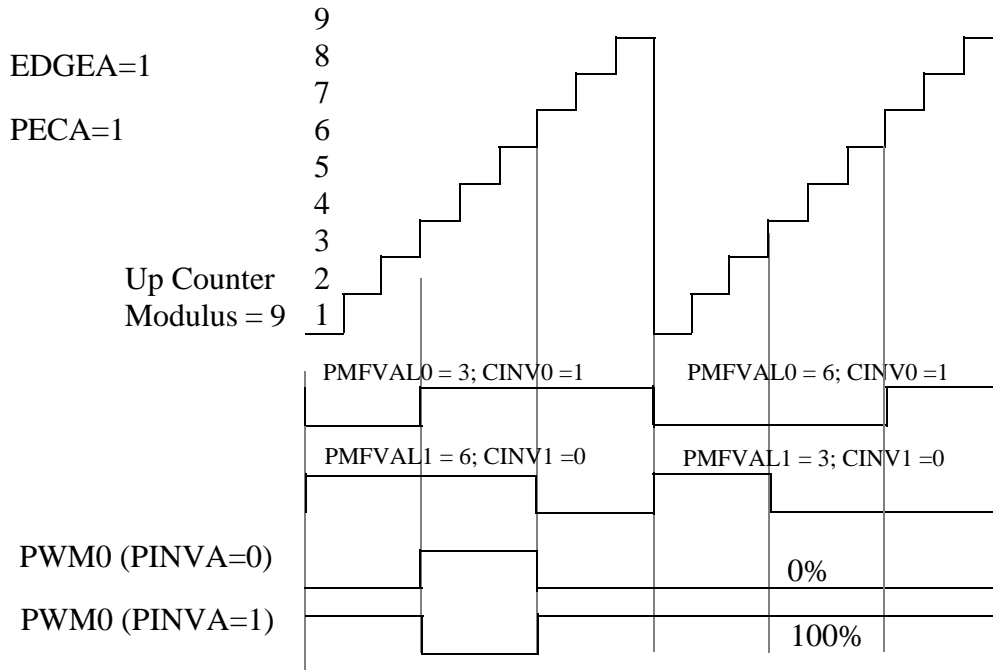 9
EDGEA=1
8
7
PECA=1
6
5
4
3
Up Counter
2
Modulus = 9
1
PMFVAL0 = 3; CINV0 =1
PMFVAL0 = 6; CINV0 =1
PMFVAL1 = 6; CINV1 =0
PMFVAL1 = 3; CINV1 =0
PWM0 (PINVA=0)
0%
PWM0 (PINVA=1)
100%